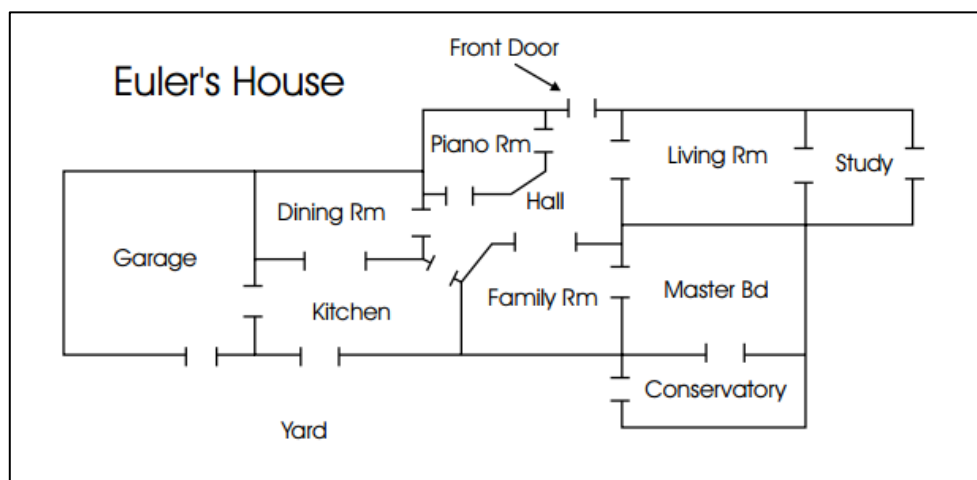 Front Door
Euler's House
Piano Rm
Living Rm
Study
Dining Rm
Hall
Garage
Kitchen
Family Rm
Master Bd
Conservatory
Yard